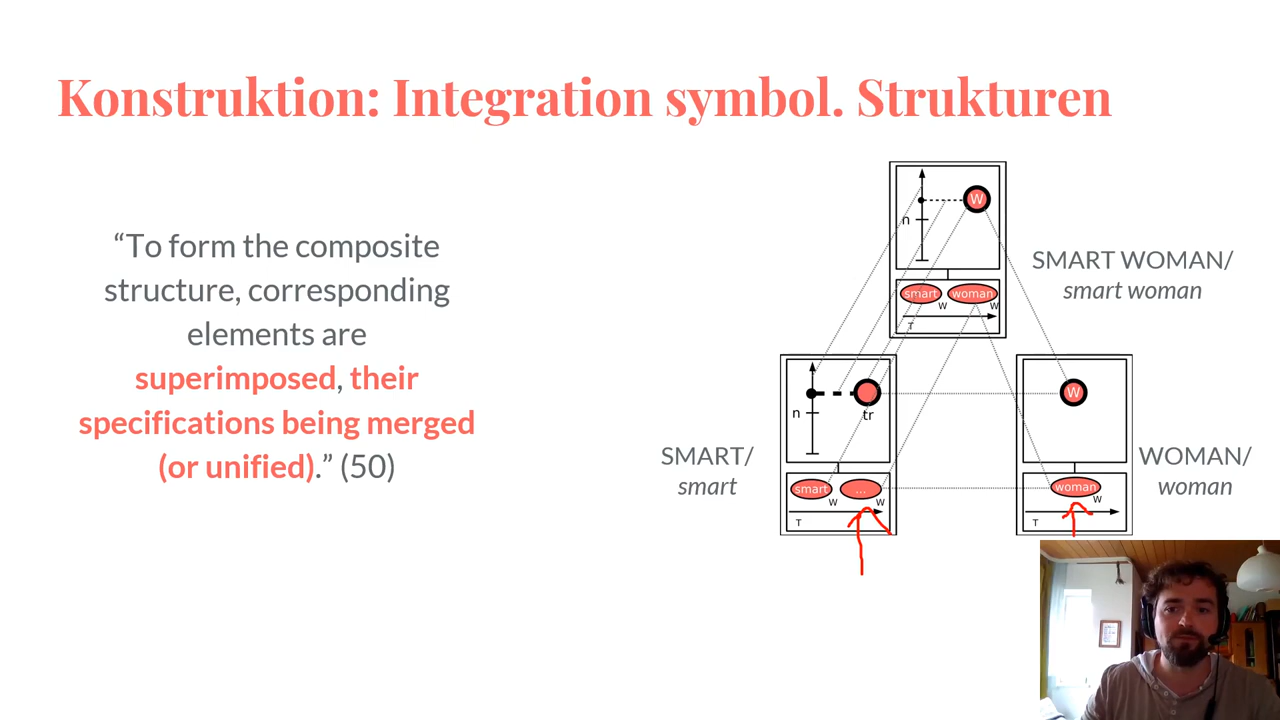 Konstruktion: Integration symbol. Strukturen
“To form the composite
structure, corresponding
elements are
superimposed, their
specifications being merged
(or unified).” (50)
n
W
smart
woman
W
W
T
SMART WOMAN/
smart woman
n
tr
smart
...
W
W
T
SMART/
smart
W
woman
W
T
WOMAN/
woman